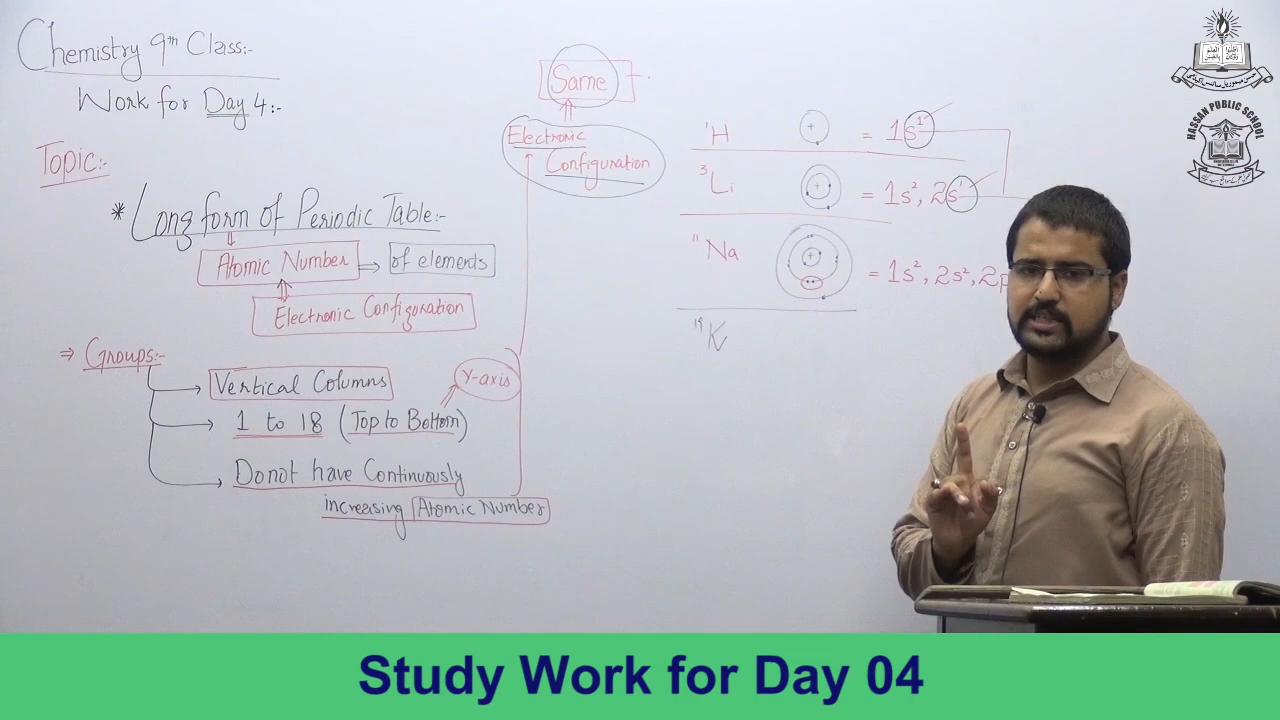 Chemistry 9th Class:-
Work for Day 4:-
Topic:-
* Long form of Periodic Table:-
Atomic Number → of elements
Electronic Configuration
⇒ Groups:-
Vertical Columns
1 to 18 (Top to Bottom)
Y-axis
Donot have Continuously
increasing Atomic Number
Same
Electronic
Configuration
¹H + = 1s¹
³Li + = 1s², 2s¹
¹¹Na + = 1s², 2s², 2p
¹⁹K
HASSAN PUBLIC SCHOOL
Study Work for Day 04